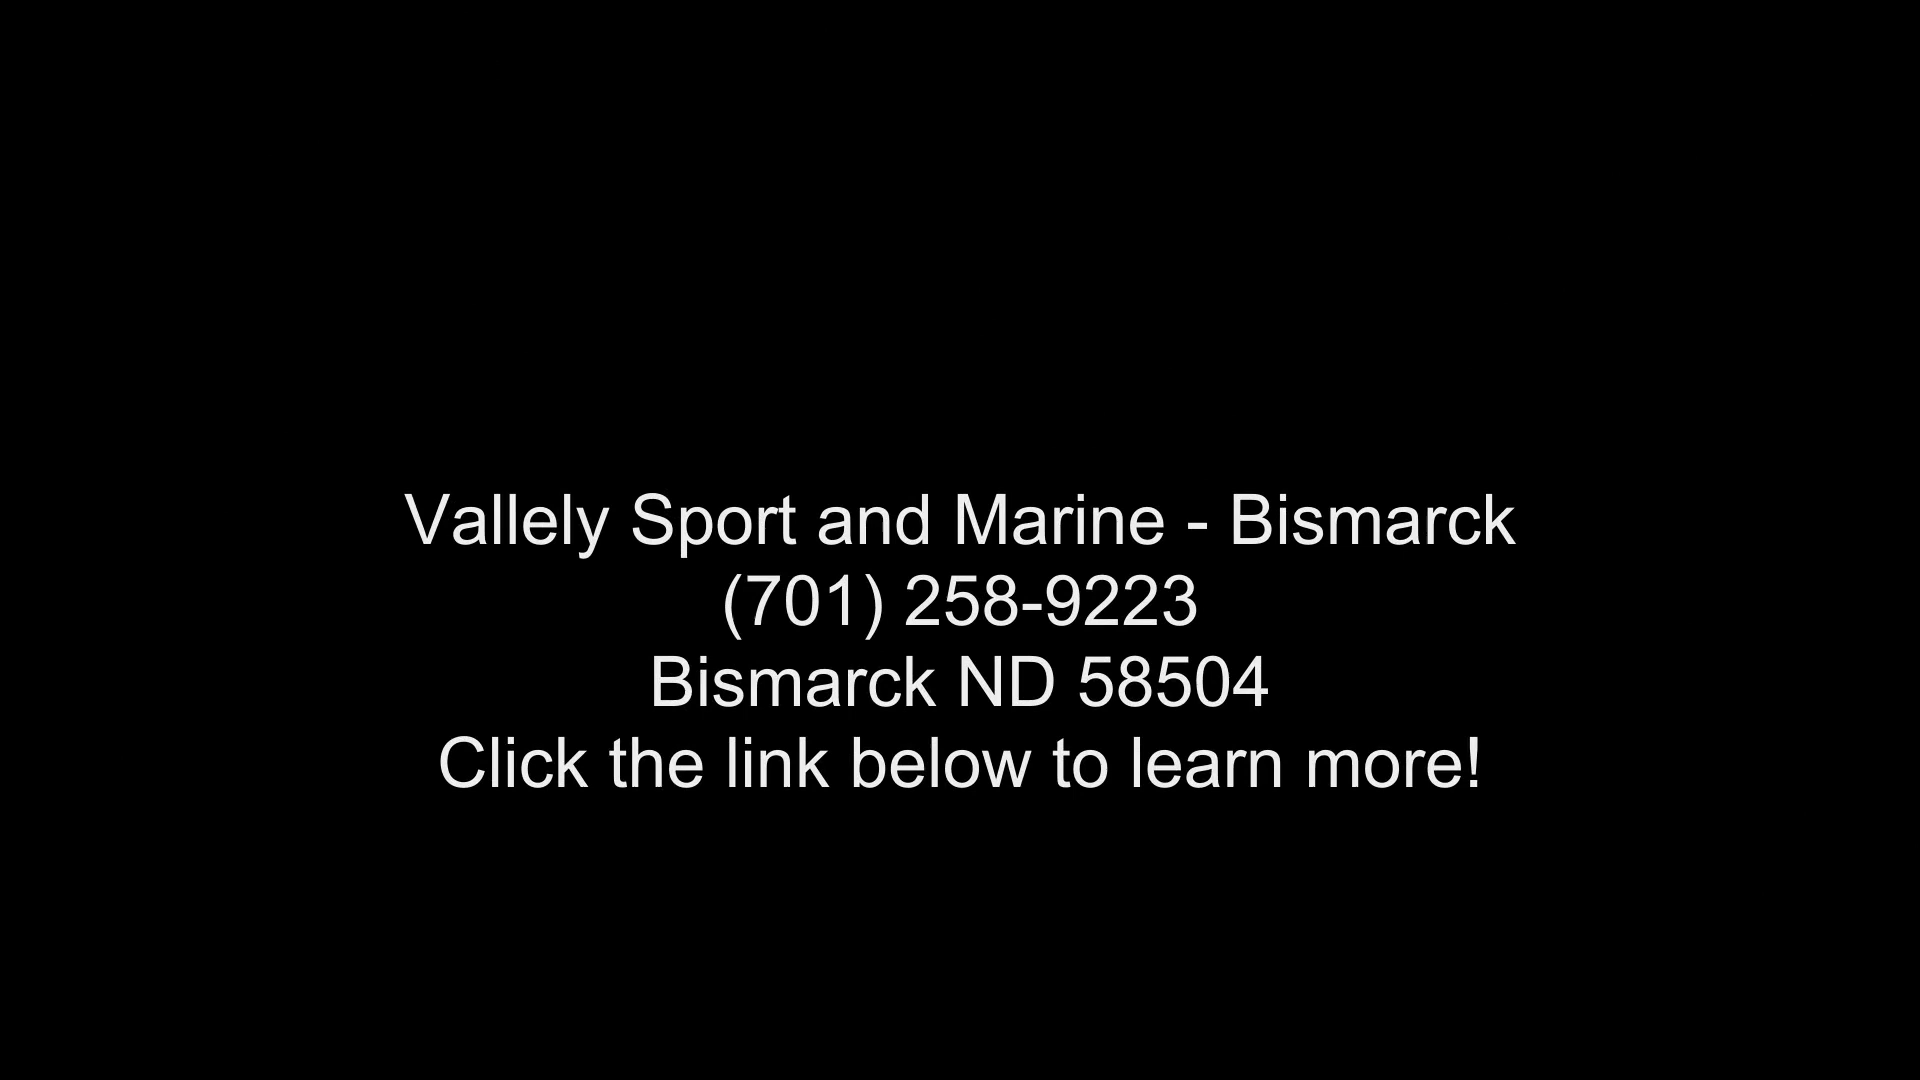 Vallely Sport and Marine - Bismarck
(701) 258-9223
Bismarck ND 58504
Click the link below to learn more!